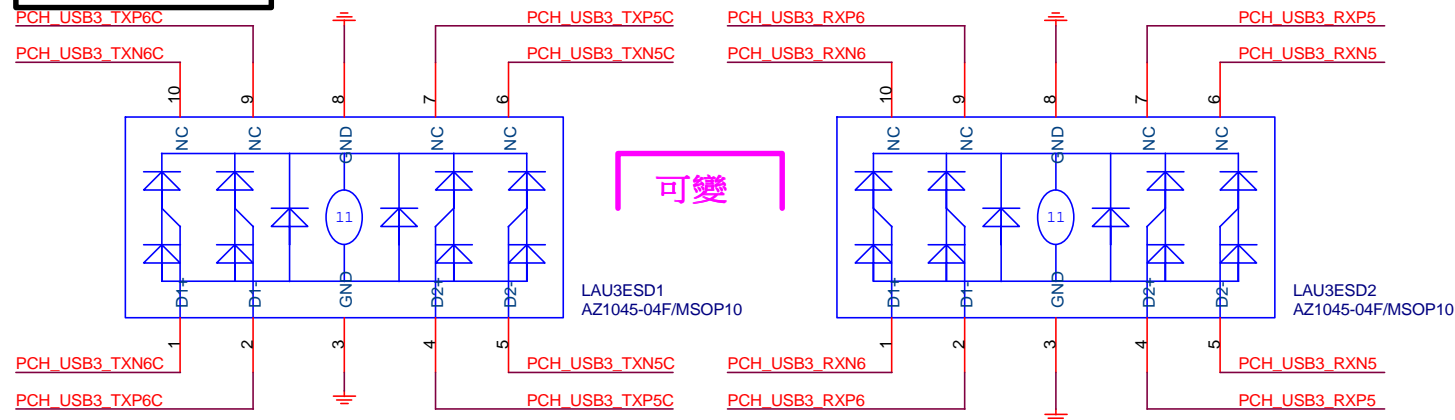 PCH_USB3_TXP6C
PCH_USB3_TXP5C
PCH_USB3_RXP6
PCH_USB3_RXP5
PCH_USB3_TXN6C
PCH_USB3_TXN5C
PCH_USB3_RXN6
PCH_USB3_RXN5
10 9 8 7 6
10 9 8 7 6
NC NC GND NC NC
NC NC GND NC NC
可變
11
11
D1+ D1- GND D2+ D2-
D1+ D1- GND D2+ D2-
LAU3ESD1
AZ1045-04F/MSOP10
LAU3ESD2
AZ1045-04F/MSOP10
1 2 3 4 5
1 2 3 4 5
PCH_USB3_TXN6C
PCH_USB3_TXN5C
PCH_USB3_RXN6
PCH_USB3_RXN5
PCH_USB3_TXP6C
PCH_USB3_TXP5C
PCH_USB3_RXP6
PCH_USB3_RXP5